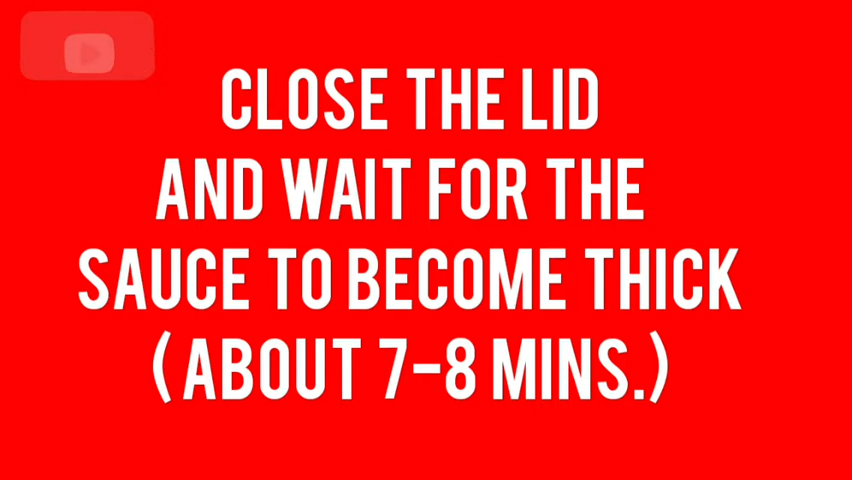 CLOSE THE LID
AND WAIT FOR THE
SAUCE TO BECOME THICK
(ABOUT 7-8 MINS.)